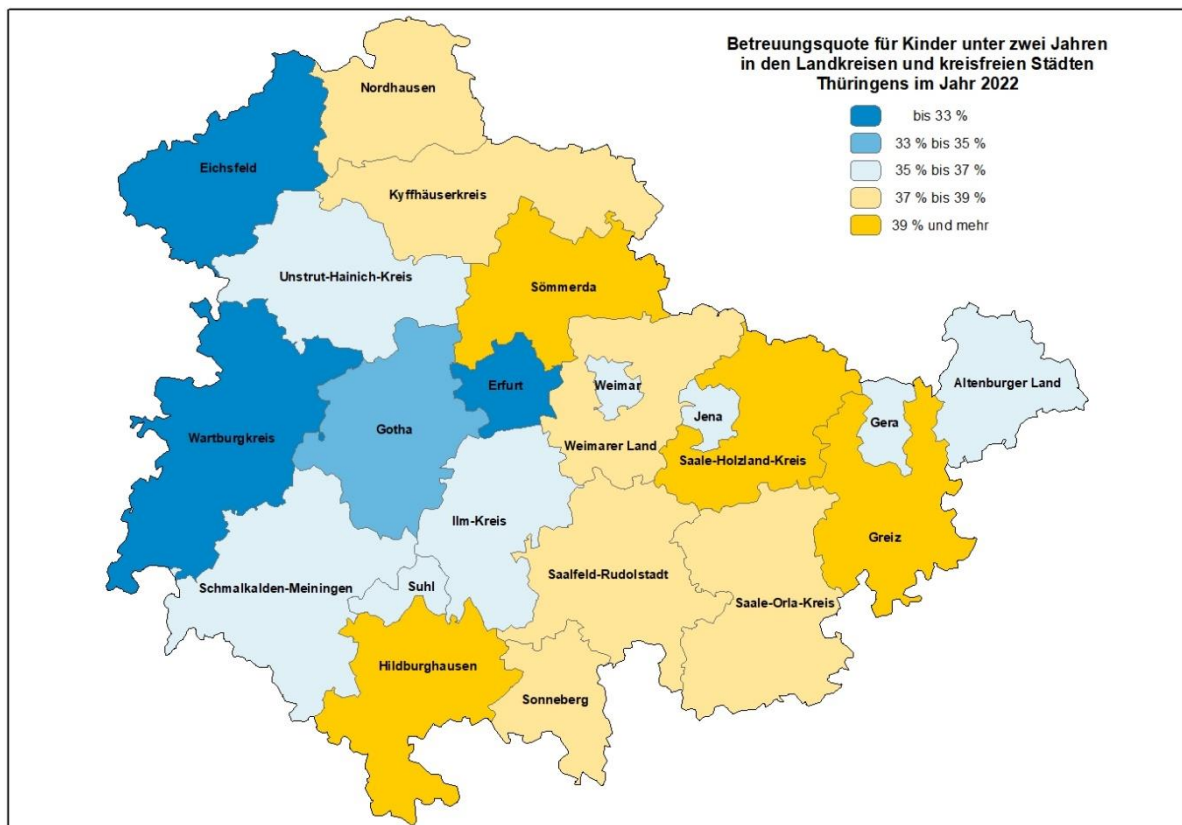 Betreuungsquote für Kinder unter zwei Jahren
in den Landkreisen und kreisfreien Städten
Thüringens im Jahr 2022
bis 33 %
33 % bis 35 %
35 % bis 37 %
37 % bis 39 %
39 % und mehr
Nordhausen
Eichsfeld
Kyffhäuserkreis
Unstrut-Hainich-Kreis
Sömmerda
Erfurt
Weimar
Altenburger Land
Jena
Gera
Gotha
Wartburgkreis
Weimarer Land
Saale-Holzland-Kreis
Ilm-Kreis
Greiz
Saalfeld-Rudolstadt
Schmalkalden-Meiningen
Suhl
Saale-Orla-Kreis
Hildburghausen
Sonneberg